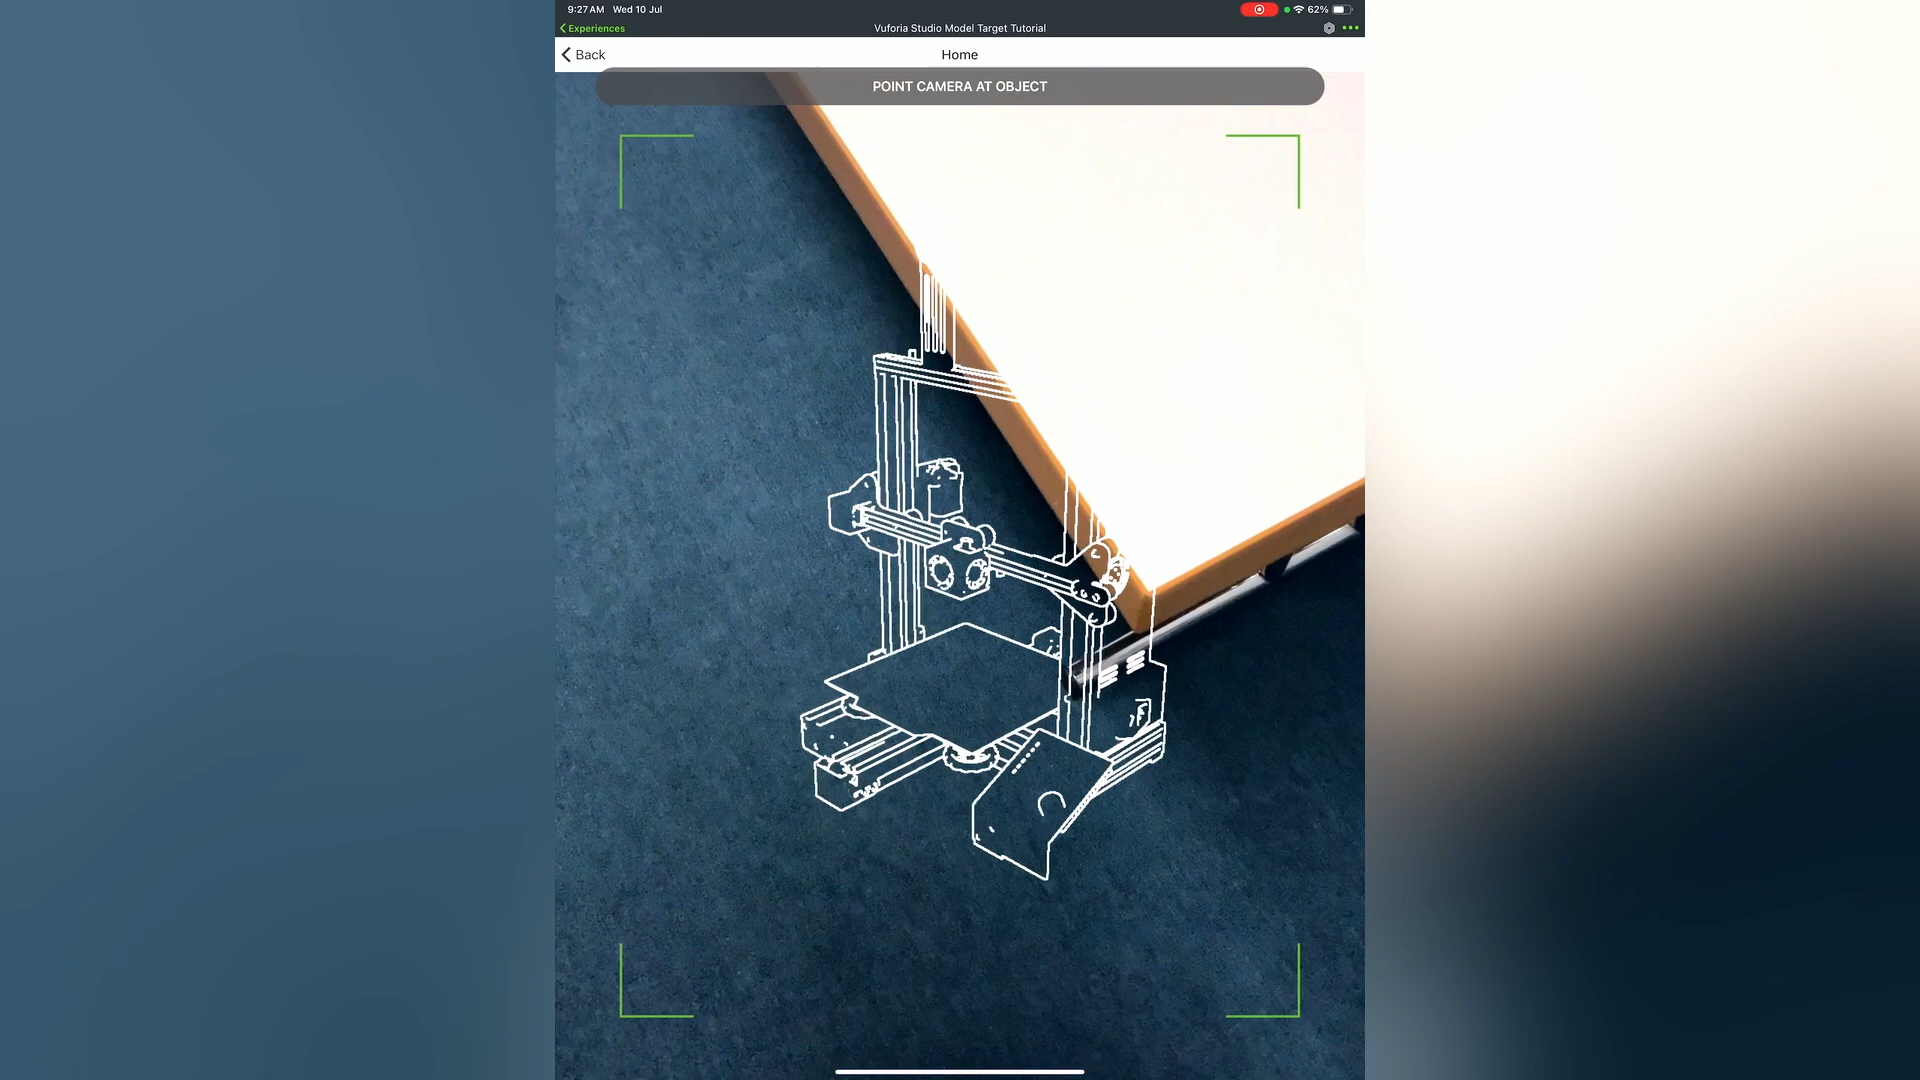 9:27 AM Wed 10 Jul 62%
Experiences Vuforia Studio Model Target Tutorial
Back Home
POINT CAMERA AT OBJECT